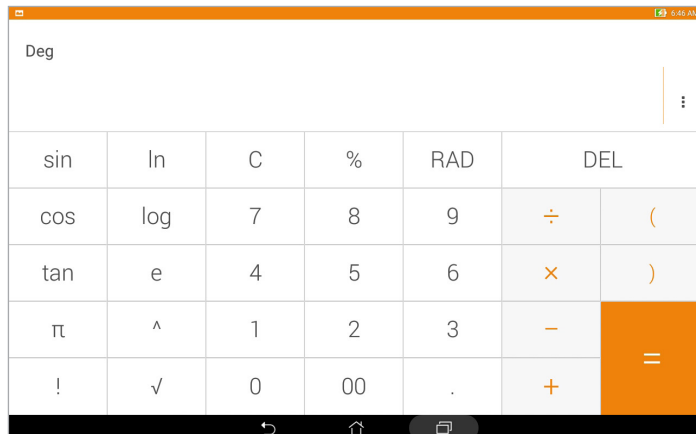 6:46 AM
Deg
sin ln C % RAD DEL
cos log 7 8 9 ÷ (
tan e 4 5 6 × )
π ^ 1 2 3 − =
! √ 0 00 . +